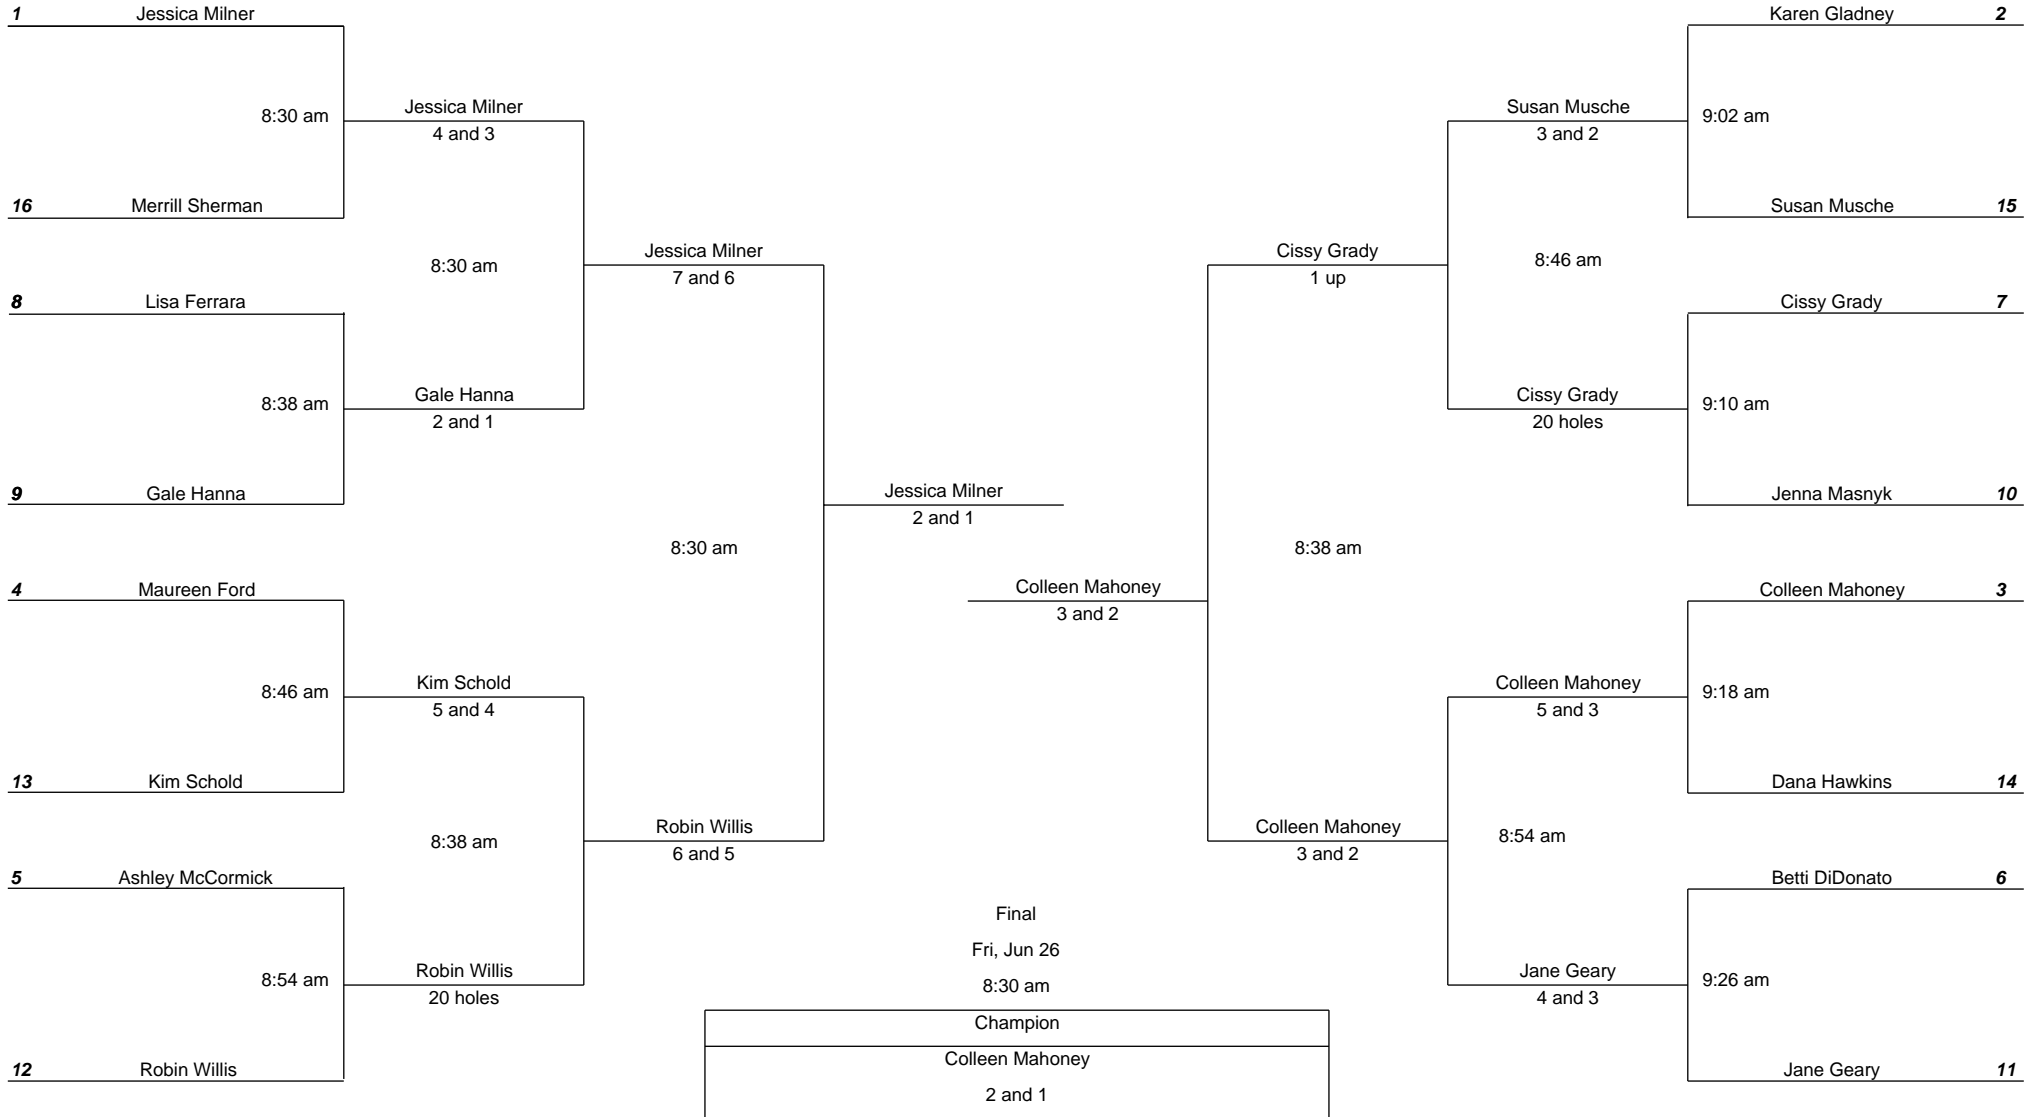 1 Jessica Milner
Karen Gladney 2
8:30 am
Jessica Milner
4 and 3
Susan Musche
3 and 2
9:02 am
16 Merrill Sherman
Susan Musche 15
8:30 am
Jessica Milner
7 and 6
Cissy Grady
1 up
8:46 am
8 Lisa Ferrara
Cissy Grady 7
8:38 am
Gale Hanna
2 and 1
Cissy Grady
20 holes
9:10 am
9 Gale Hanna
Jessica Milner
2 and 1
Jenna Masnyk 10
8:30 am
8:38 am
4 Maureen Ford
Colleen Mahoney
3 and 2
Colleen Mahoney 3
8:46 am
Kim Schold
5 and 4
Colleen Mahoney
5 and 3
9:18 am
13 Kim Schold
Dana Hawkins 14
8:38 am
Robin Willis
6 and 5
Colleen Mahoney
3 and 2
8:54 am
5 Ashley McCormick
Betti DiDonato 6
Final
Fri, Jun 26
8:30 am
8:54 am
Robin Willis
20 holes
Jane Geary
4 and 3
9:26 am
Champion
Colleen Mahoney
2 and 1
12 Robin Willis
Jane Geary 11